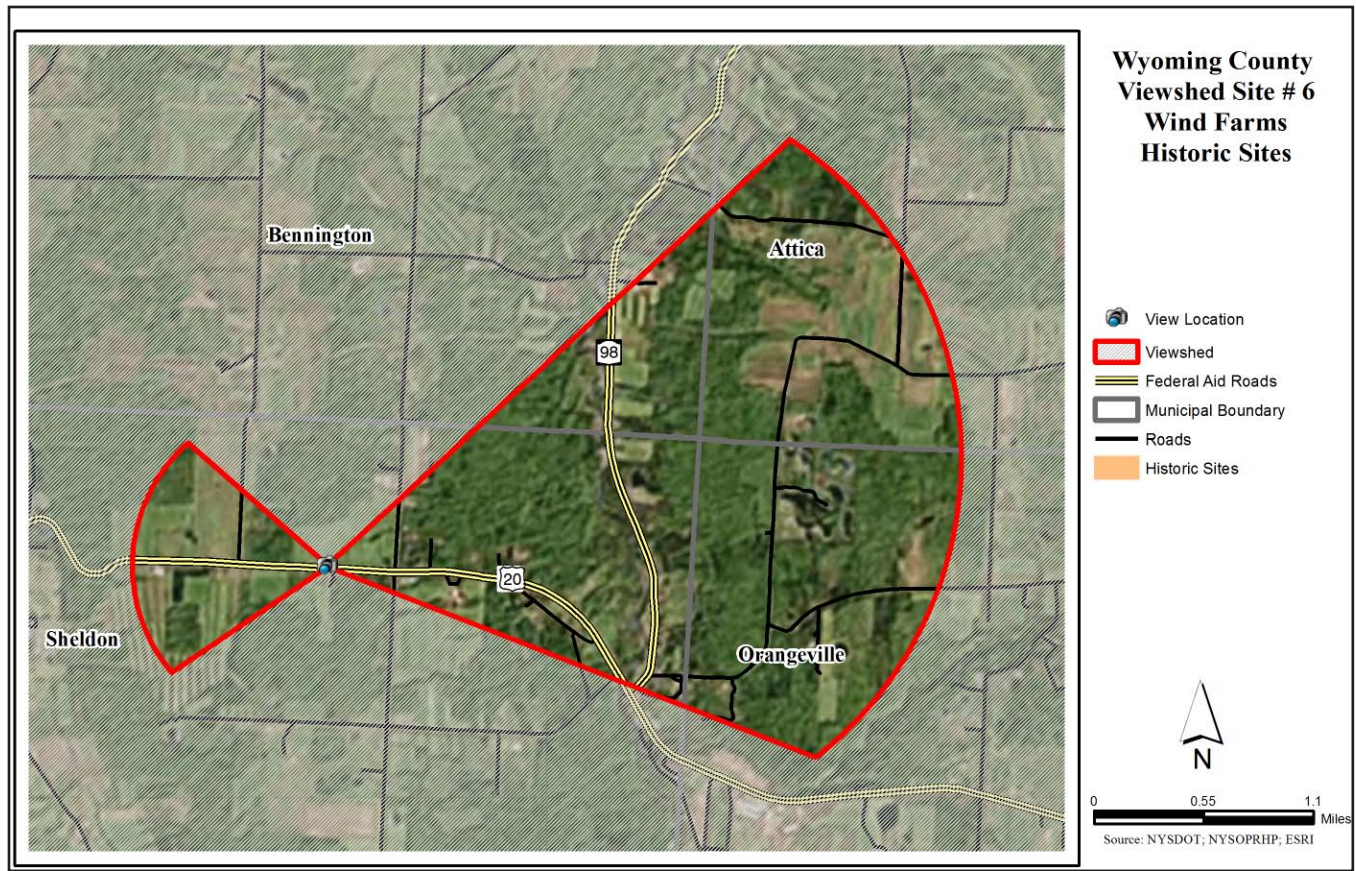 Wyoming County
Viewshed Site # 6
Wind Farms
Historic Sites
Bennington
Attica
98
20
Sheldon
Orangeville
View Location
Viewshed
Federal Aid Roads
Municipal Boundary
Roads
Historic Sites
N
0 0.55 1.1
Miles
Source: NYSDOT; NYSOPRHP; ESRI